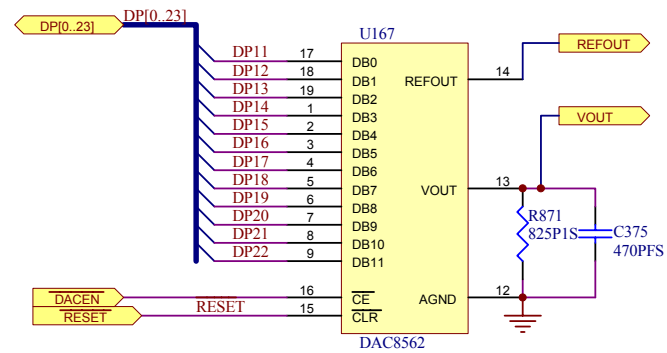 DP[0..23] DP[0..23] U167
REFOUT
DP11 17 DB0
DP12 18 DB1 REFOUT 14
DP13 19 DB2
DP14 1 DB3 VOUT
DP15 2 DB4
DP16 3 DB5
DP17 4 DB6
DP18 5 DB7 VOUT 13
DP19 6 DB8
DP20 7 DB9 R871
DP21 8 DB10 825P1S C375
DP22 9 DB11 470PFS
DACEN 16 CE AGND 12
RESET RESET 15 CLR
DAC8562